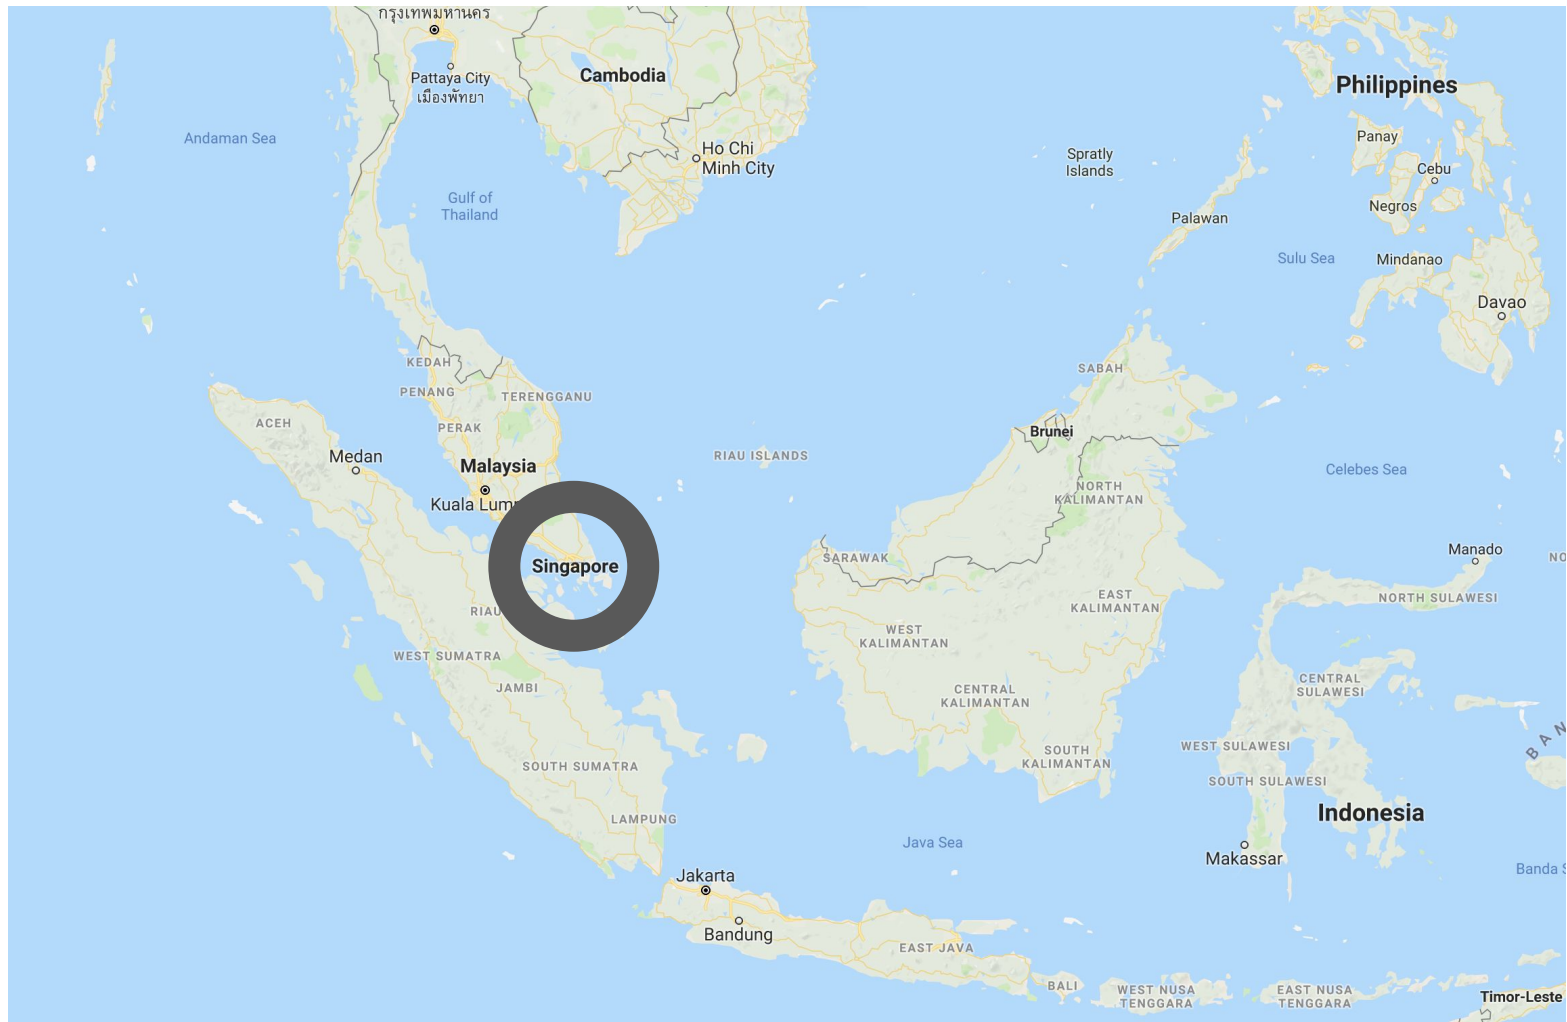 กรุงเทพมหานคร
Pattaya City
เมืองพัทยา
Cambodia
Philippines
Andaman Sea
Ho Chi
Minh City
Spratly
Islands
Panay
Cebu
Gulf of
Thailand
Palawan
Negros
Sulu Sea
Mindanao
Davao
KEDAH
PENANG
TERENGGANU
SABAH
ACEH
PERAK
Brunei
Medan
Malaysia
RIAU ISLANDS
Celebes Sea
Kuala Lum
NORTH
KALIMANTAN
SARAWAK
Manado
NO
Singapore
EAST
KALIMANTAN
NORTH SULAWESI
RIAU
WEST
KALIMANTAN
WEST SUMATRA
JAMBI
CENTRAL
KALIMANTAN
CENTRAL
SULAWESI
BAN
WEST SULAWESI
SOUTH
KALIMANTAN
SOUTH SUMATRA
SOUTH SULAWESI
LAMPUNG
Indonesia
Java Sea
Makassar
Banda S
Jakarta
Bandung
EAST JAVA
BALI
WEST NUSA
TENGGARA
EAST NUSA
TENGGARA
Timor-Leste